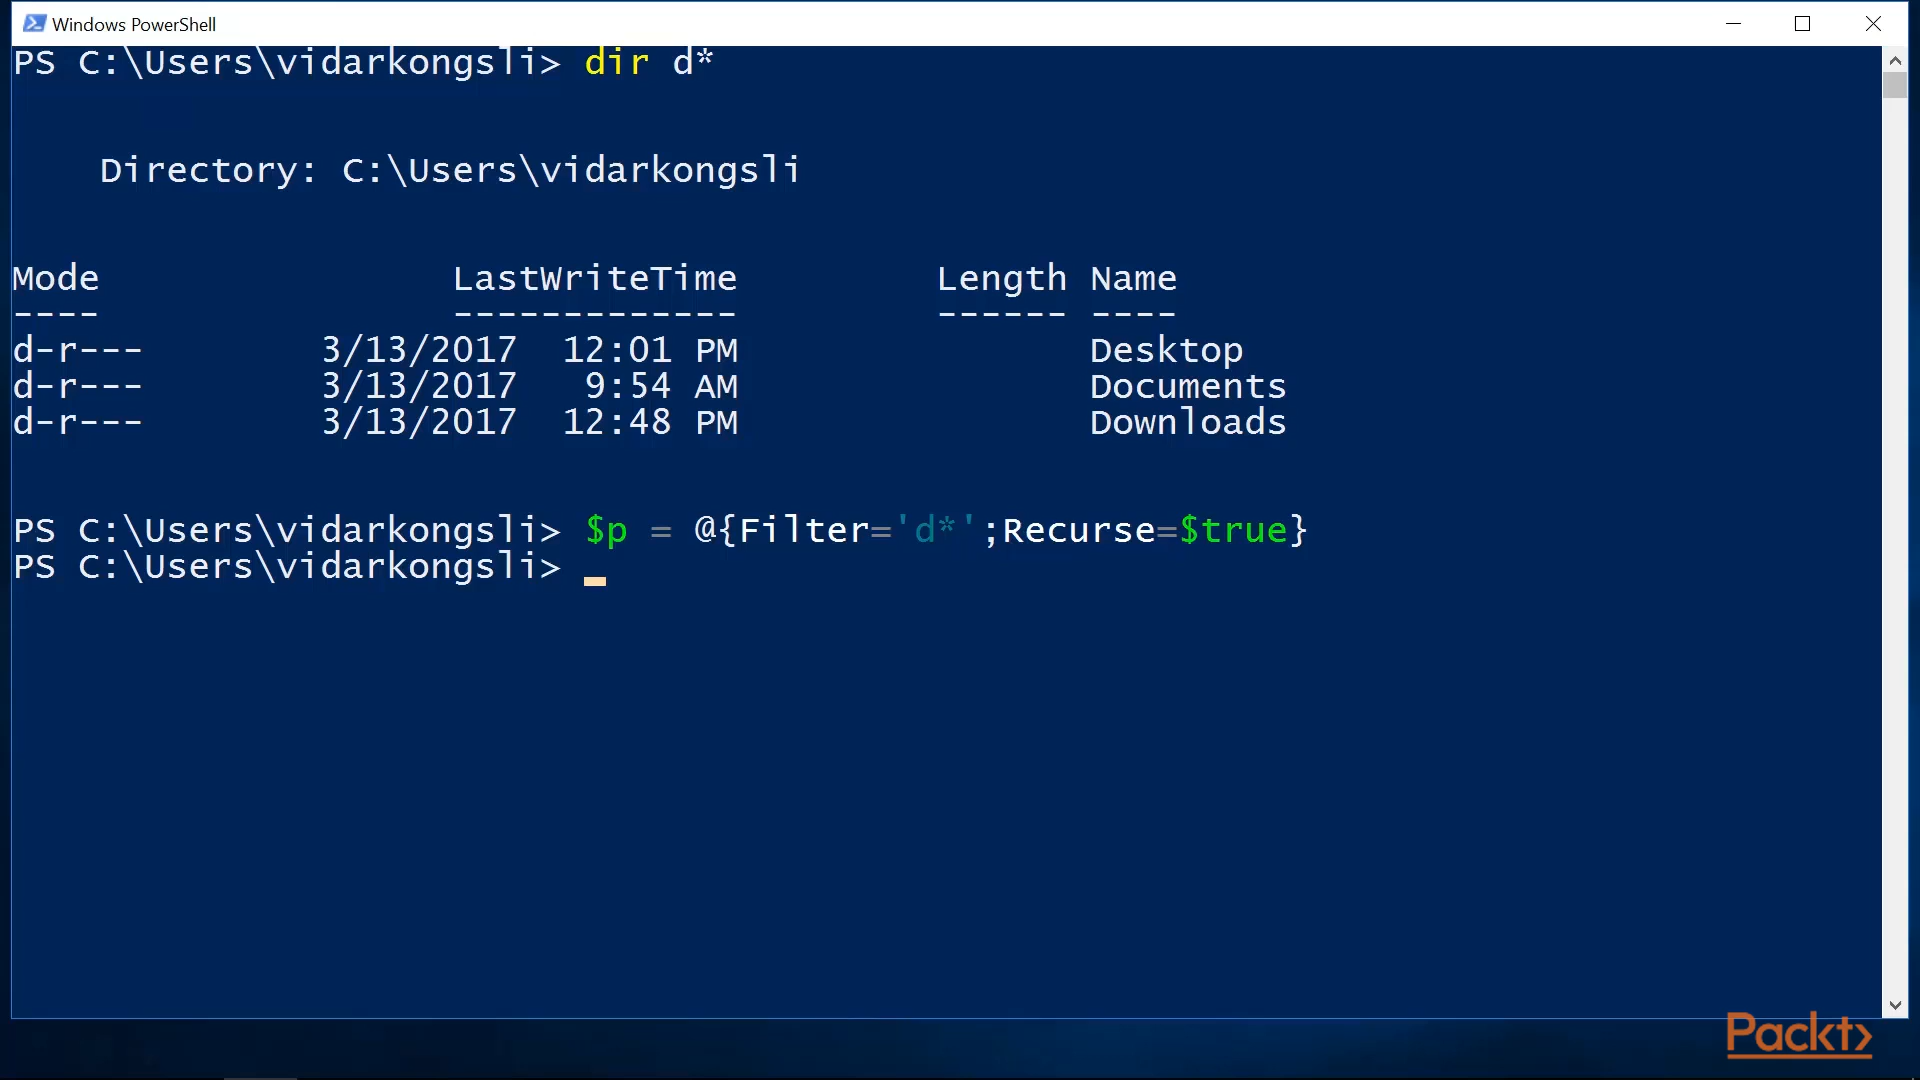 Windows PowerShell
PS C:\Users\vidarkongsli> dir d*
Directory: C:\Users\vidarkongsli
Mode LastWriteTime Length Name
---- ------------- ------ ----
d-r--- 3/13/2017 12:01 PM Desktop
d-r--- 3/13/2017 9:54 AM Documents
d-r--- 3/13/2017 12:48 PM Downloads
PS C:\Users\vidarkongsli> $p = @{Filter='d*';Recurse=$true}
PS C:\Users\vidarkongsli> _
Packt>